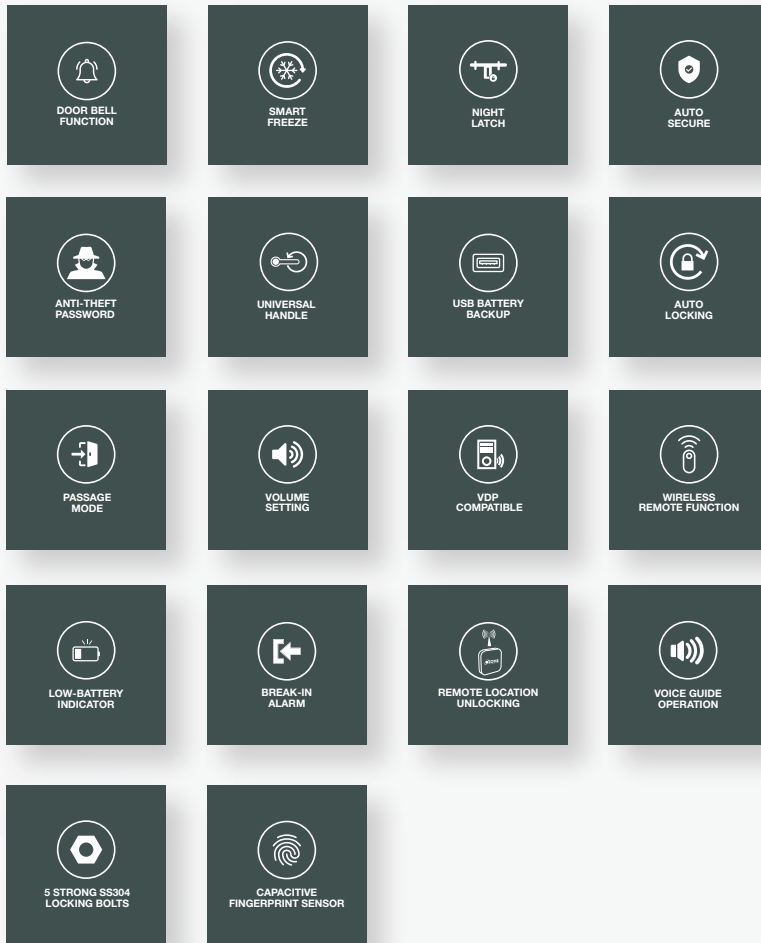 DOOR BELL
FUNCTION
SMART
FREEZE
NIGHT
LATCH
AUTO
SECURE
ANTI-THEFT
PASSWORD
UNIVERSAL
HANDLE
USB BATTERY
BACKUP
AUTO
LOCKING
PASSAGE
MODE
VOLUME
SETTING
VDP
COMPATIBLE
WIRELESS
REMOTE FUNCTION
LOW-BATTERY
INDICATOR
BREAK-IN
ALARM
REMOTE LOCATION
UNLOCKING
VOICE GUIDE
OPERATION
5 STRONG SS304
LOCKING BOLTS
CAPACITIVE
FINGERPRINT SENSOR